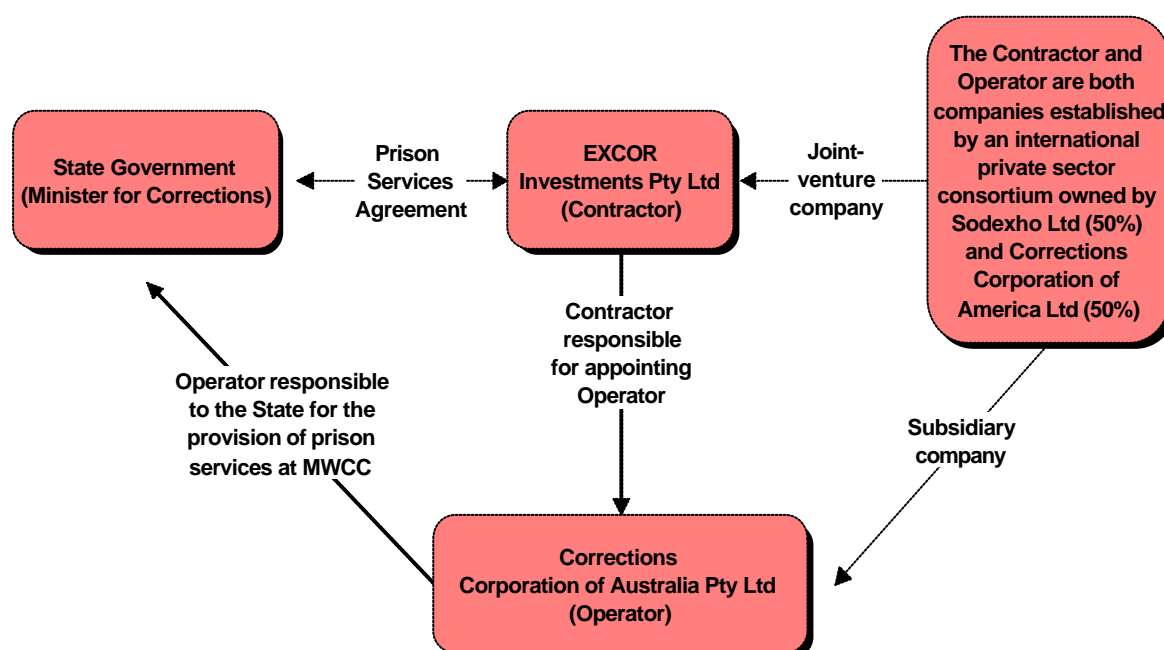 State Government
(Minister for Corrections)
Prison
Services
Agreement
EXCOR
Investments Pty Ltd
(Contractor)
Joint-
venture
company
The Contractor and
Operator are both
companies established
by an international
private sector
consortium owned by
Sodexho Ltd (50%)
and Corrections
Corporation of
America Ltd (50%)
Contractor
responsible
for appointing
Operator
Operator responsible
to the State for the
provision of prison
services at MWCC
Subsidiary
company
Corrections
Corporation of Australia Pty Ltd
(Operator)